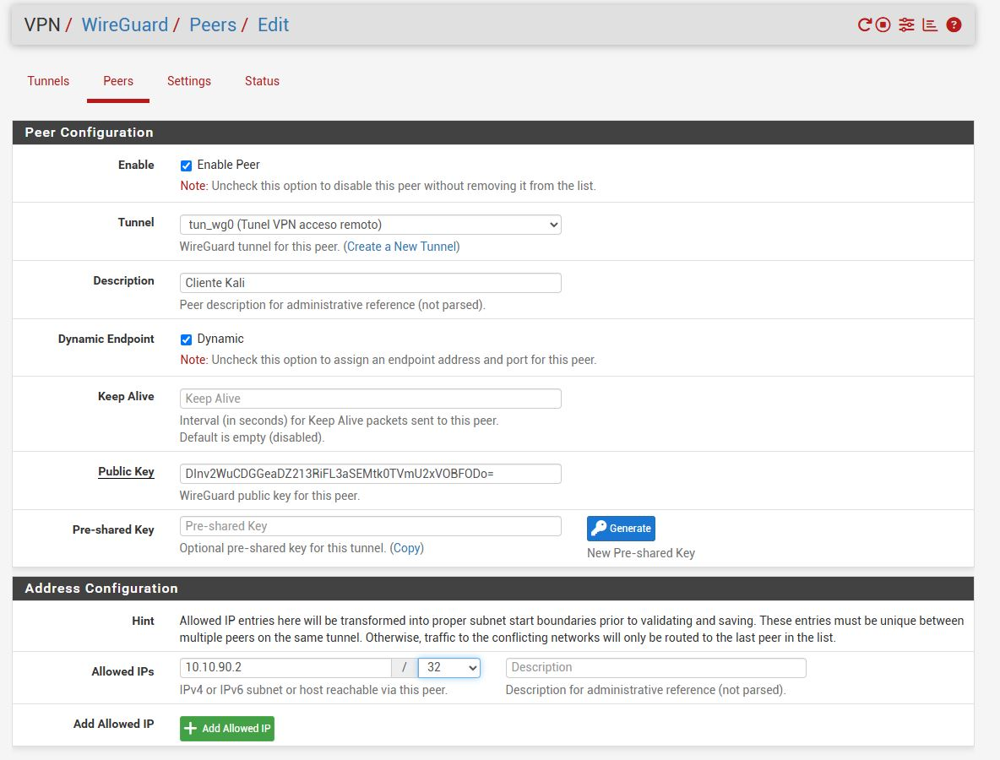 VPN / WireGuard / Peers / Edit
Tunnels Peers Settings Status
Peer Configuration
Enable Enable Peer
Note: Uncheck this option to disable this peer without removing it from the list.
Tunnel tun_wg0 (Tunel VPN acceso remoto)
WireGuard tunnel for this peer. (Create a New Tunnel)
Description Cliente Kali
Peer description for administrative reference (not parsed).
Dynamic Endpoint Dynamic
Note: Uncheck this option to assign an endpoint address and port for this peer.
Keep Alive Keep Alive
Interval (in seconds) for Keep Alive packets sent to this peer.
Default is empty (disabled).
Public Key DInv2WuCDGGeaDZ213RiFL3aSEMtk0TVmU2xVOBFODo=
WireGuard public key for this peer.
Pre-shared Key Pre-shared Key Generate
Optional pre-shared key for this tunnel. (Copy) New Pre-shared Key
Address Configuration
Hint Allowed IP entries here will be transformed into proper subnet start boundaries prior to validating and saving. These entries must be unique between
multiple peers on the same tunnel. Otherwise, traffic to the conflicting networks will only be routed to the last peer in the list.
Allowed IPs 10.10.90.2 / 32 Description
IPv4 or IPv6 subnet or host reachable via this peer. Description for administrative reference (not parsed).
Add Allowed IP Add Allowed IP